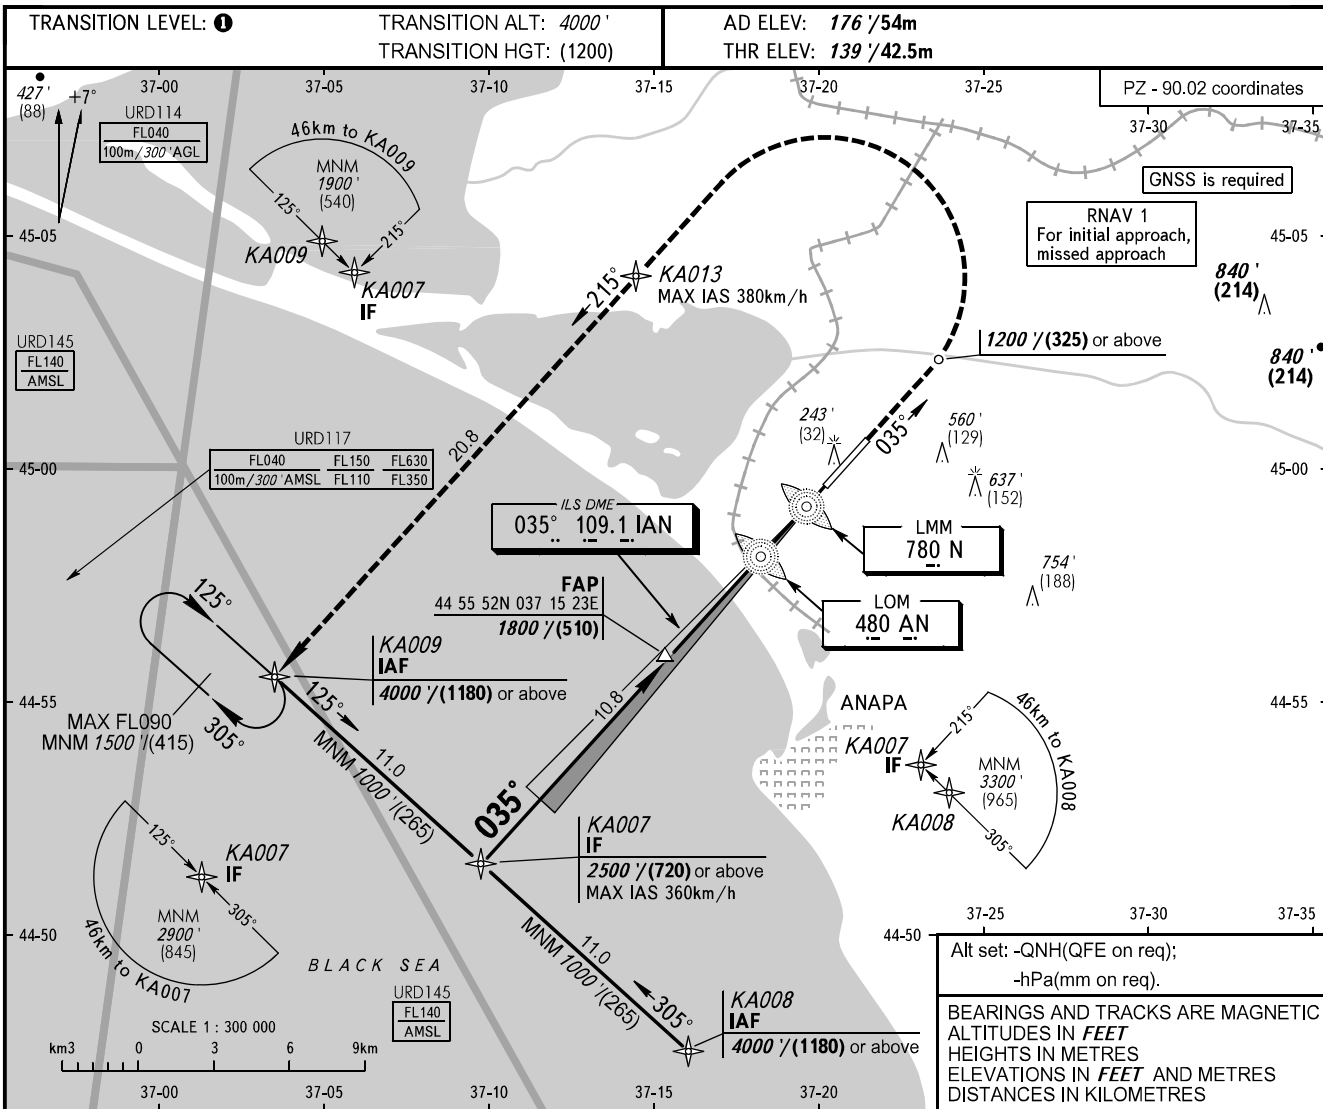 TRANSITION LEVEL: ❶
TRANSITION ALT: 4000 '
TRANSITION HGT: (1200)
AD ELEV: 176 '/54m
THR ELEV: 139 '/42.5m
37-00
37-05
37-10
37-15
37-20
37-25
PZ - 90.02 coordinates
37-30
37-35
427 '
(88)
+7°
URD114
FL040
100m/300 'AGL
46km to KA009
MNM
1900 '
(540)
125°
215°
KA009
KA007
IF
GNSS is required
RNAV 1
For initial approach,
missed approach
45-05
45-05
840 '
(214)
840 '
(214)
215°
KA013
MAX IAS 380km/h
1200 '/(325) or above
URD145
FL140
AMSL
URD117
FL040
100m/300 'AMSL
FL150
FL110
FL630
FL350
20.8
243 '
(32)
035°
560 '
(129)
637 '
(152)
45-00
45-00
ILS DME
035° 109.1 IAN
LMM
780 N
754 '
(188)
LOM
480 AN
FAP
44 55 52N 037 15 23E
1800 '/(510)
125°
KA009
IAF
4000 '/(1180) or above
44-55
44-55
125°
305°
MAX FL090
MNM 1500 '/(415)
11.0
MNM 1000 '/(265)
10.8
035°
ANAPA
KA007
IF
215°
46km to KA008
MNM
3300 '
(965)
KA008
305°
KA007
IF
2500 '/(720) or above
MAX IAS 360km/h
125°
KA007
IF
305°
MNM
2900 '
(845)
46km to KA007
44-50
44-50
37-25
37-30
37-35
BLACK SEA
URD145
FL140
AMSL
11.0
MNM 1000 '/(265)
305°
KA008
IAF
4000 '/(1180) or above
SCALE 1 : 300 000
km3
0
3
6
9km
37-00
37-05
37-10
37-15
37-20
Alt set: -QNH(QFE on req);
-hPa(mm on req).
BEARINGS AND TRACKS ARE MAGNETIC
ALTITUDES IN FEET
HEIGHTS IN METRES
ELEVATIONS IN FEET AND METRES
DISTANCES IN KILOMETRES